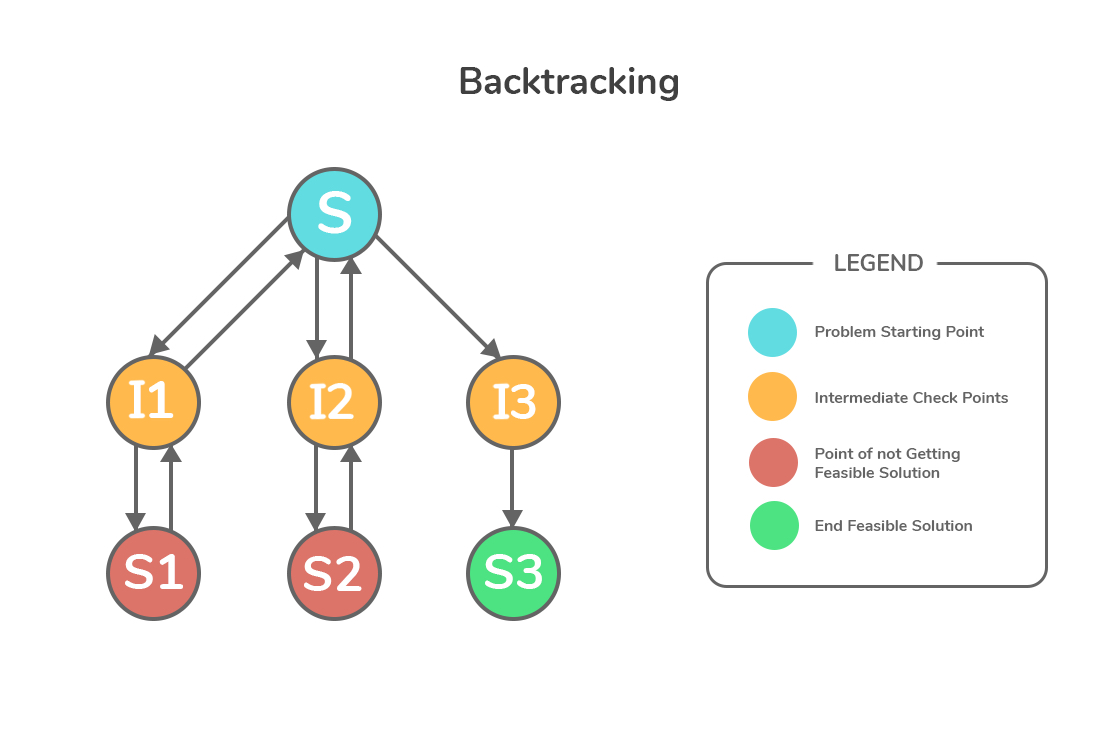 Backtracking
S
I1
I2
I3
S1
S2
S3
LEGEND
Problem Starting Point
Intermediate Check Points
Point of not Getting
Feasible Solution
End Feasible Solution